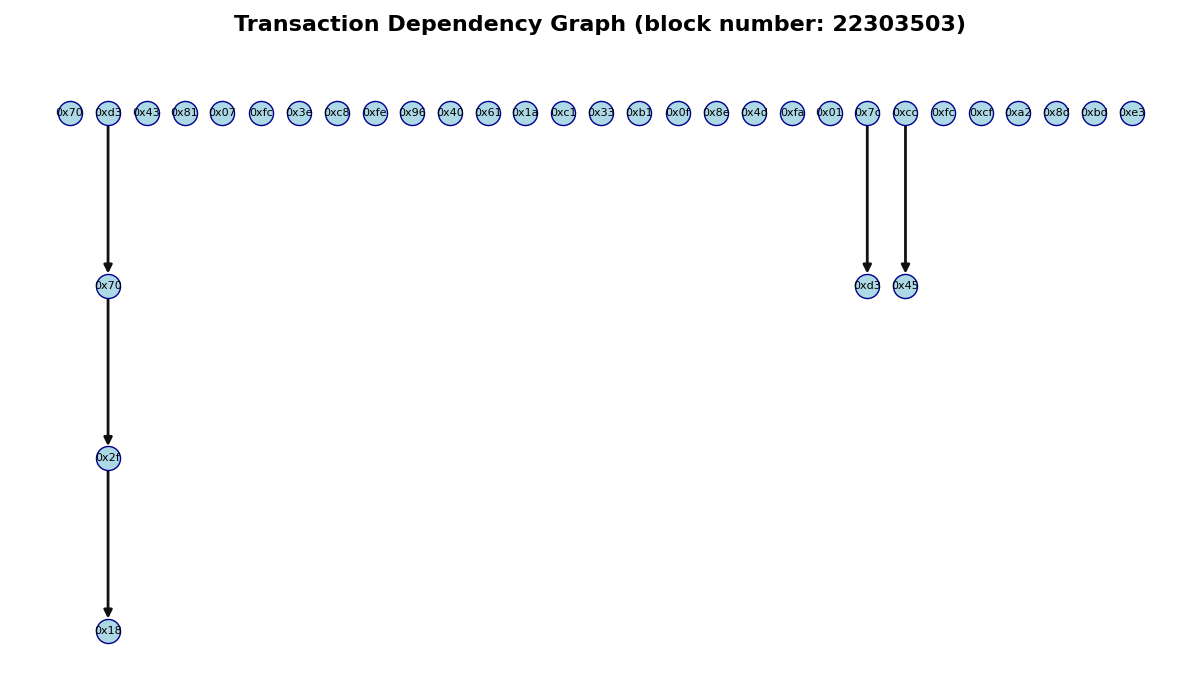 Transaction Dependency Graph (block number: 22303503)
0x70 0xd3 0x43 0x81 0x07 0xfc 0x3e 0xc8 0xfe 0x96 0x40 0x61 0x1a 0xc1 0x33 0xb1 0x0f 0x8e 0x4d 0xfa 0x01 0x7c 0xcc 0xfc 0xcf 0xa2 0x8d 0xbd 0xe3
0x70 0xd3 0x45
0x2f
0x18